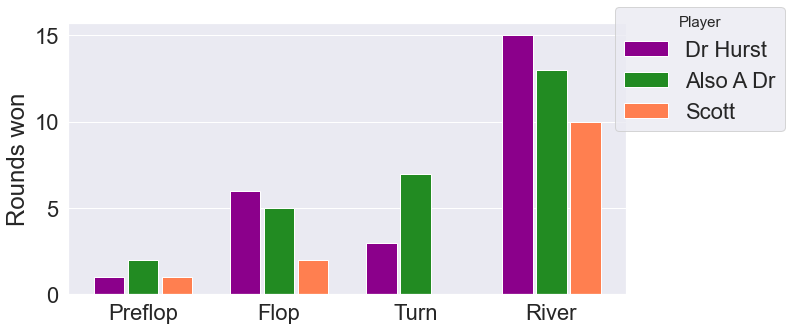 Player
Dr Hurst
Also A Dr
Scott
Rounds won
15
10
5
0
Preflop Flop Turn River